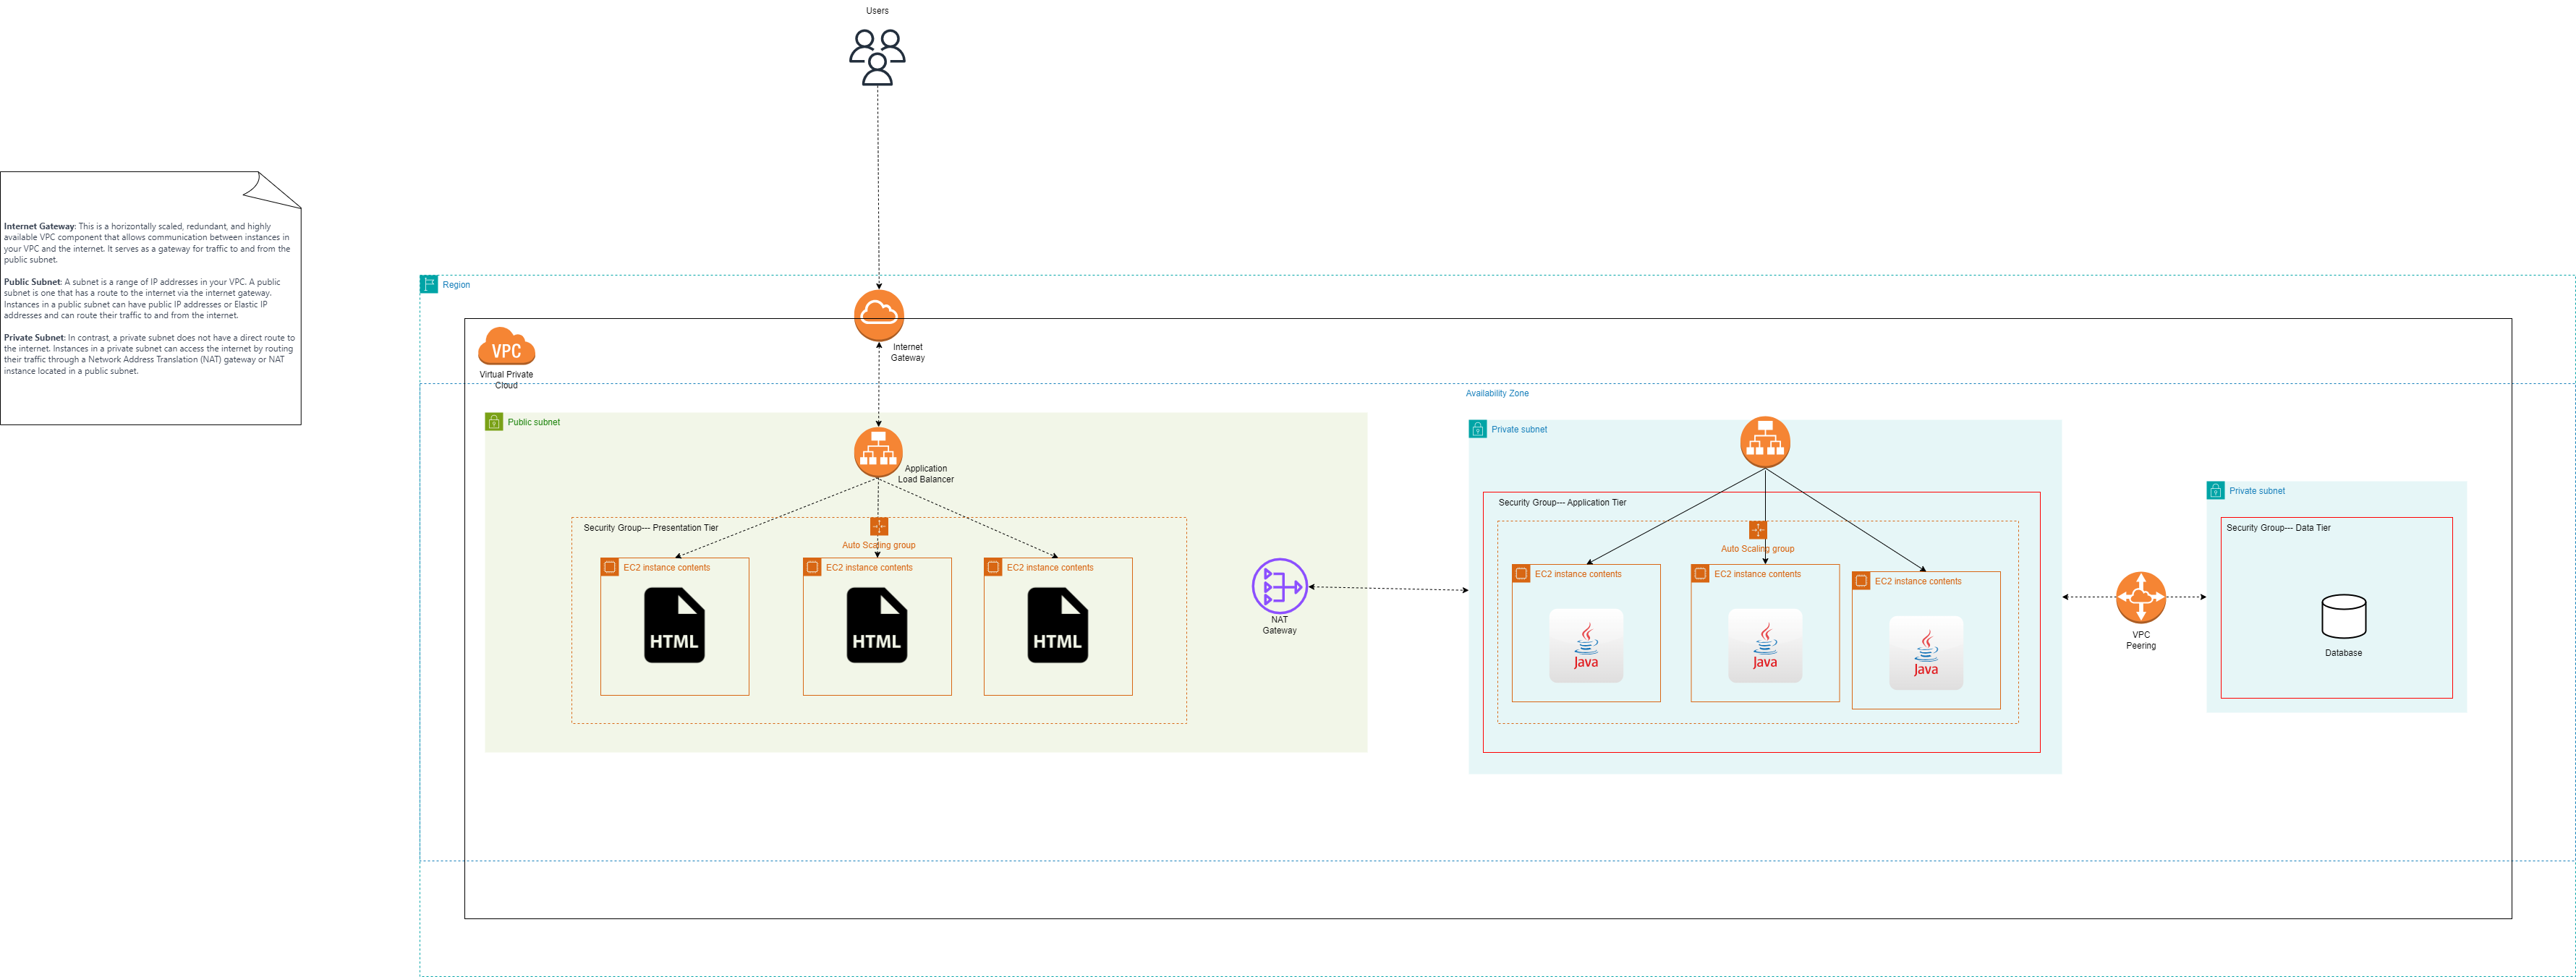 Users
Internet Gateway: This is a horizontally scaled, redundant, and highly
available VPC component that allows communication between instances in
your VPC and the internet. It serves as a gateway for traffic to and from the
public subnet.
Public Subnet: A subnet is a range of IP addresses in your VPC. A public
subnet is one that has a route to the internet via the internet gateway.
Instances in a public subnet can have public IP addresses or Elastic IP
addresses and can route their traffic to and from the internet.
Private Subnet: In contrast, a private subnet does not have a direct route to
the internet. Instances in a private subnet can access the internet by routing
their traffic through a Network Address Translation (NAT) gateway or NAT
instance located in a public subnet.
Region
VPC
Virtual Private
Cloud
Internet
Gateway
Availability Zone
Public subnet
Application
Load Balancer
Security Group--- Presentation Tier
Auto Scaling group
EC2 instance contents
HTML
EC2 instance contents
HTML
EC2 instance contents
HTML
NAT
Gateway
Private subnet
Security Group--- Application Tier
Auto Scaling group
EC2 instance contents
Java
EC2 instance contents
Java
EC2 instance contents
Java
VPC
Peering
Private subnet
Security Group--- Data Tier
Database